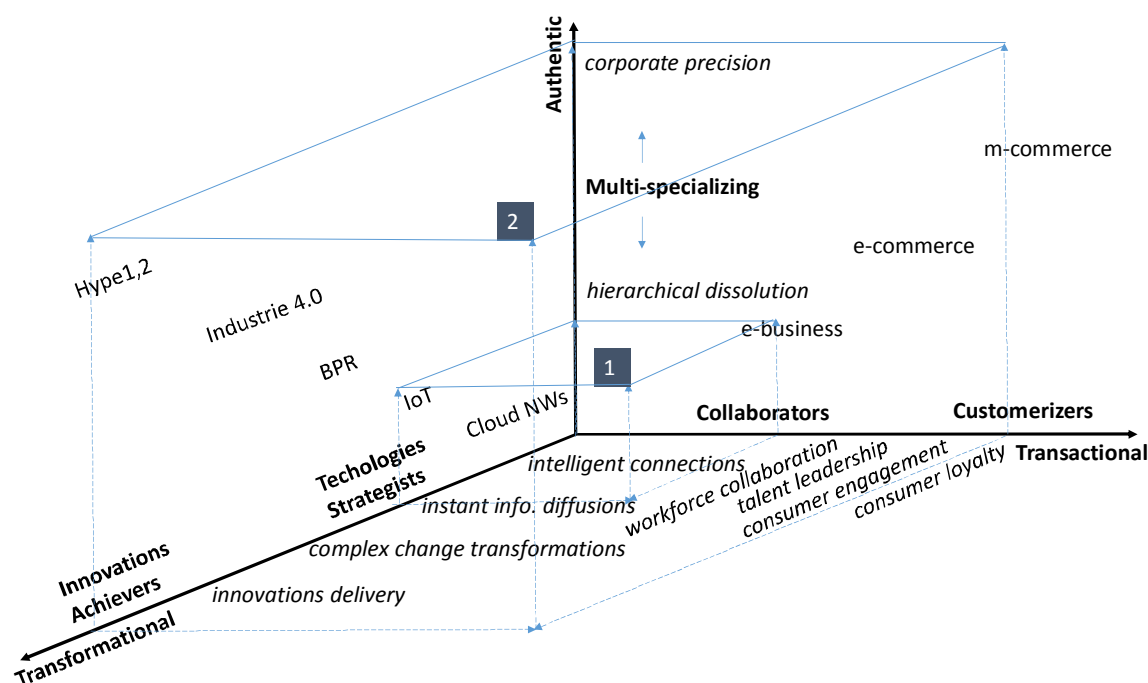 Authentic
corporate precision
m-commerce
Multi-specializing
2
e-commerce
Hype1,2
hierarchical dissolution
Industrie 4.0
e-business
BPR
1
IoT
Cloud NWs
Collaborators
Customerizers
Transactional
Techologies
Strategists
intelligent connections
workforce collaboration
talent leadership
consumer engagement
consumer loyalty
instant info. diffusions
complex change transformations
Innovations
Achievers
innovations delivery
Transformational